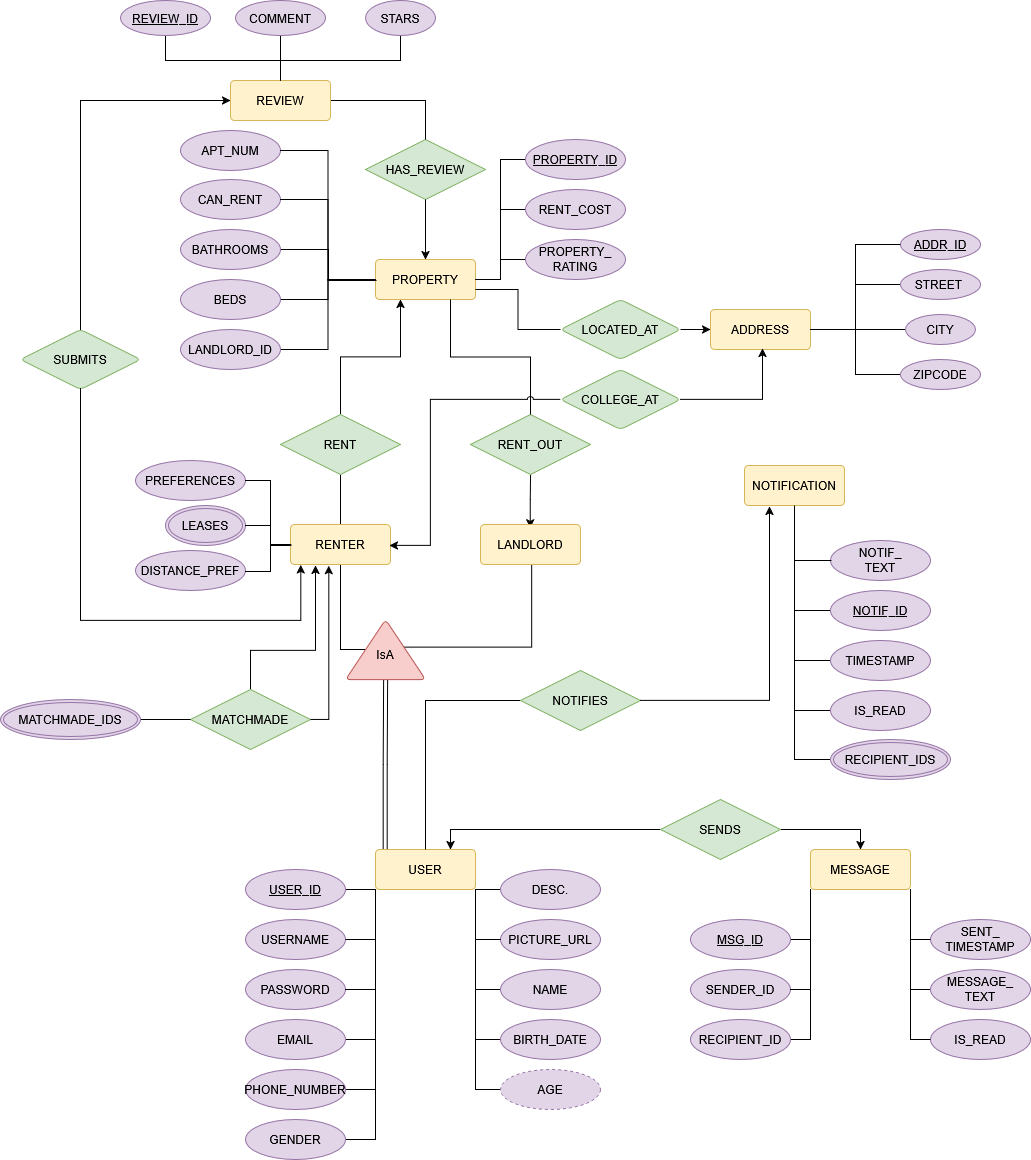 REVIEW_ID
COMMENT
STARS
REVIEW
APT_NUM
HAS_REVIEW
PROPERTY_ID
CAN_RENT
RENT_COST
BATHROOMS
PROPERTY_
RATING
ADDR_ID
PROPERTY
STREET
BEDS
LOCATED_AT
ADDRESS
CITY
LANDLORD_ID
SUBMITS
ZIPCODE
COLLEGE_AT
RENT
RENT_OUT
PREFERENCES
NOTIFICATION
LEASES
RENTER
LANDLORD
DISTANCE_PREF
NOTIF_
TEXT
NOTIF_ID
IsA
TIMESTAMP
NOTIFIES
IS_READ
MATCHMADE_IDS
MATCHMADE
RECIPIENT_IDS
SENDS
USER
MESSAGE
USER_ID
DESC.
USERNAME
PICTURE_URL
MSG_ID
SENT_
TIMESTAMP
PASSWORD
NAME
SENDER_ID
MESSAGE_
TEXT
EMAIL
BIRTH_DATE
RECIPIENT_ID
IS_READ
PHONE_NUMBER
AGE
GENDER